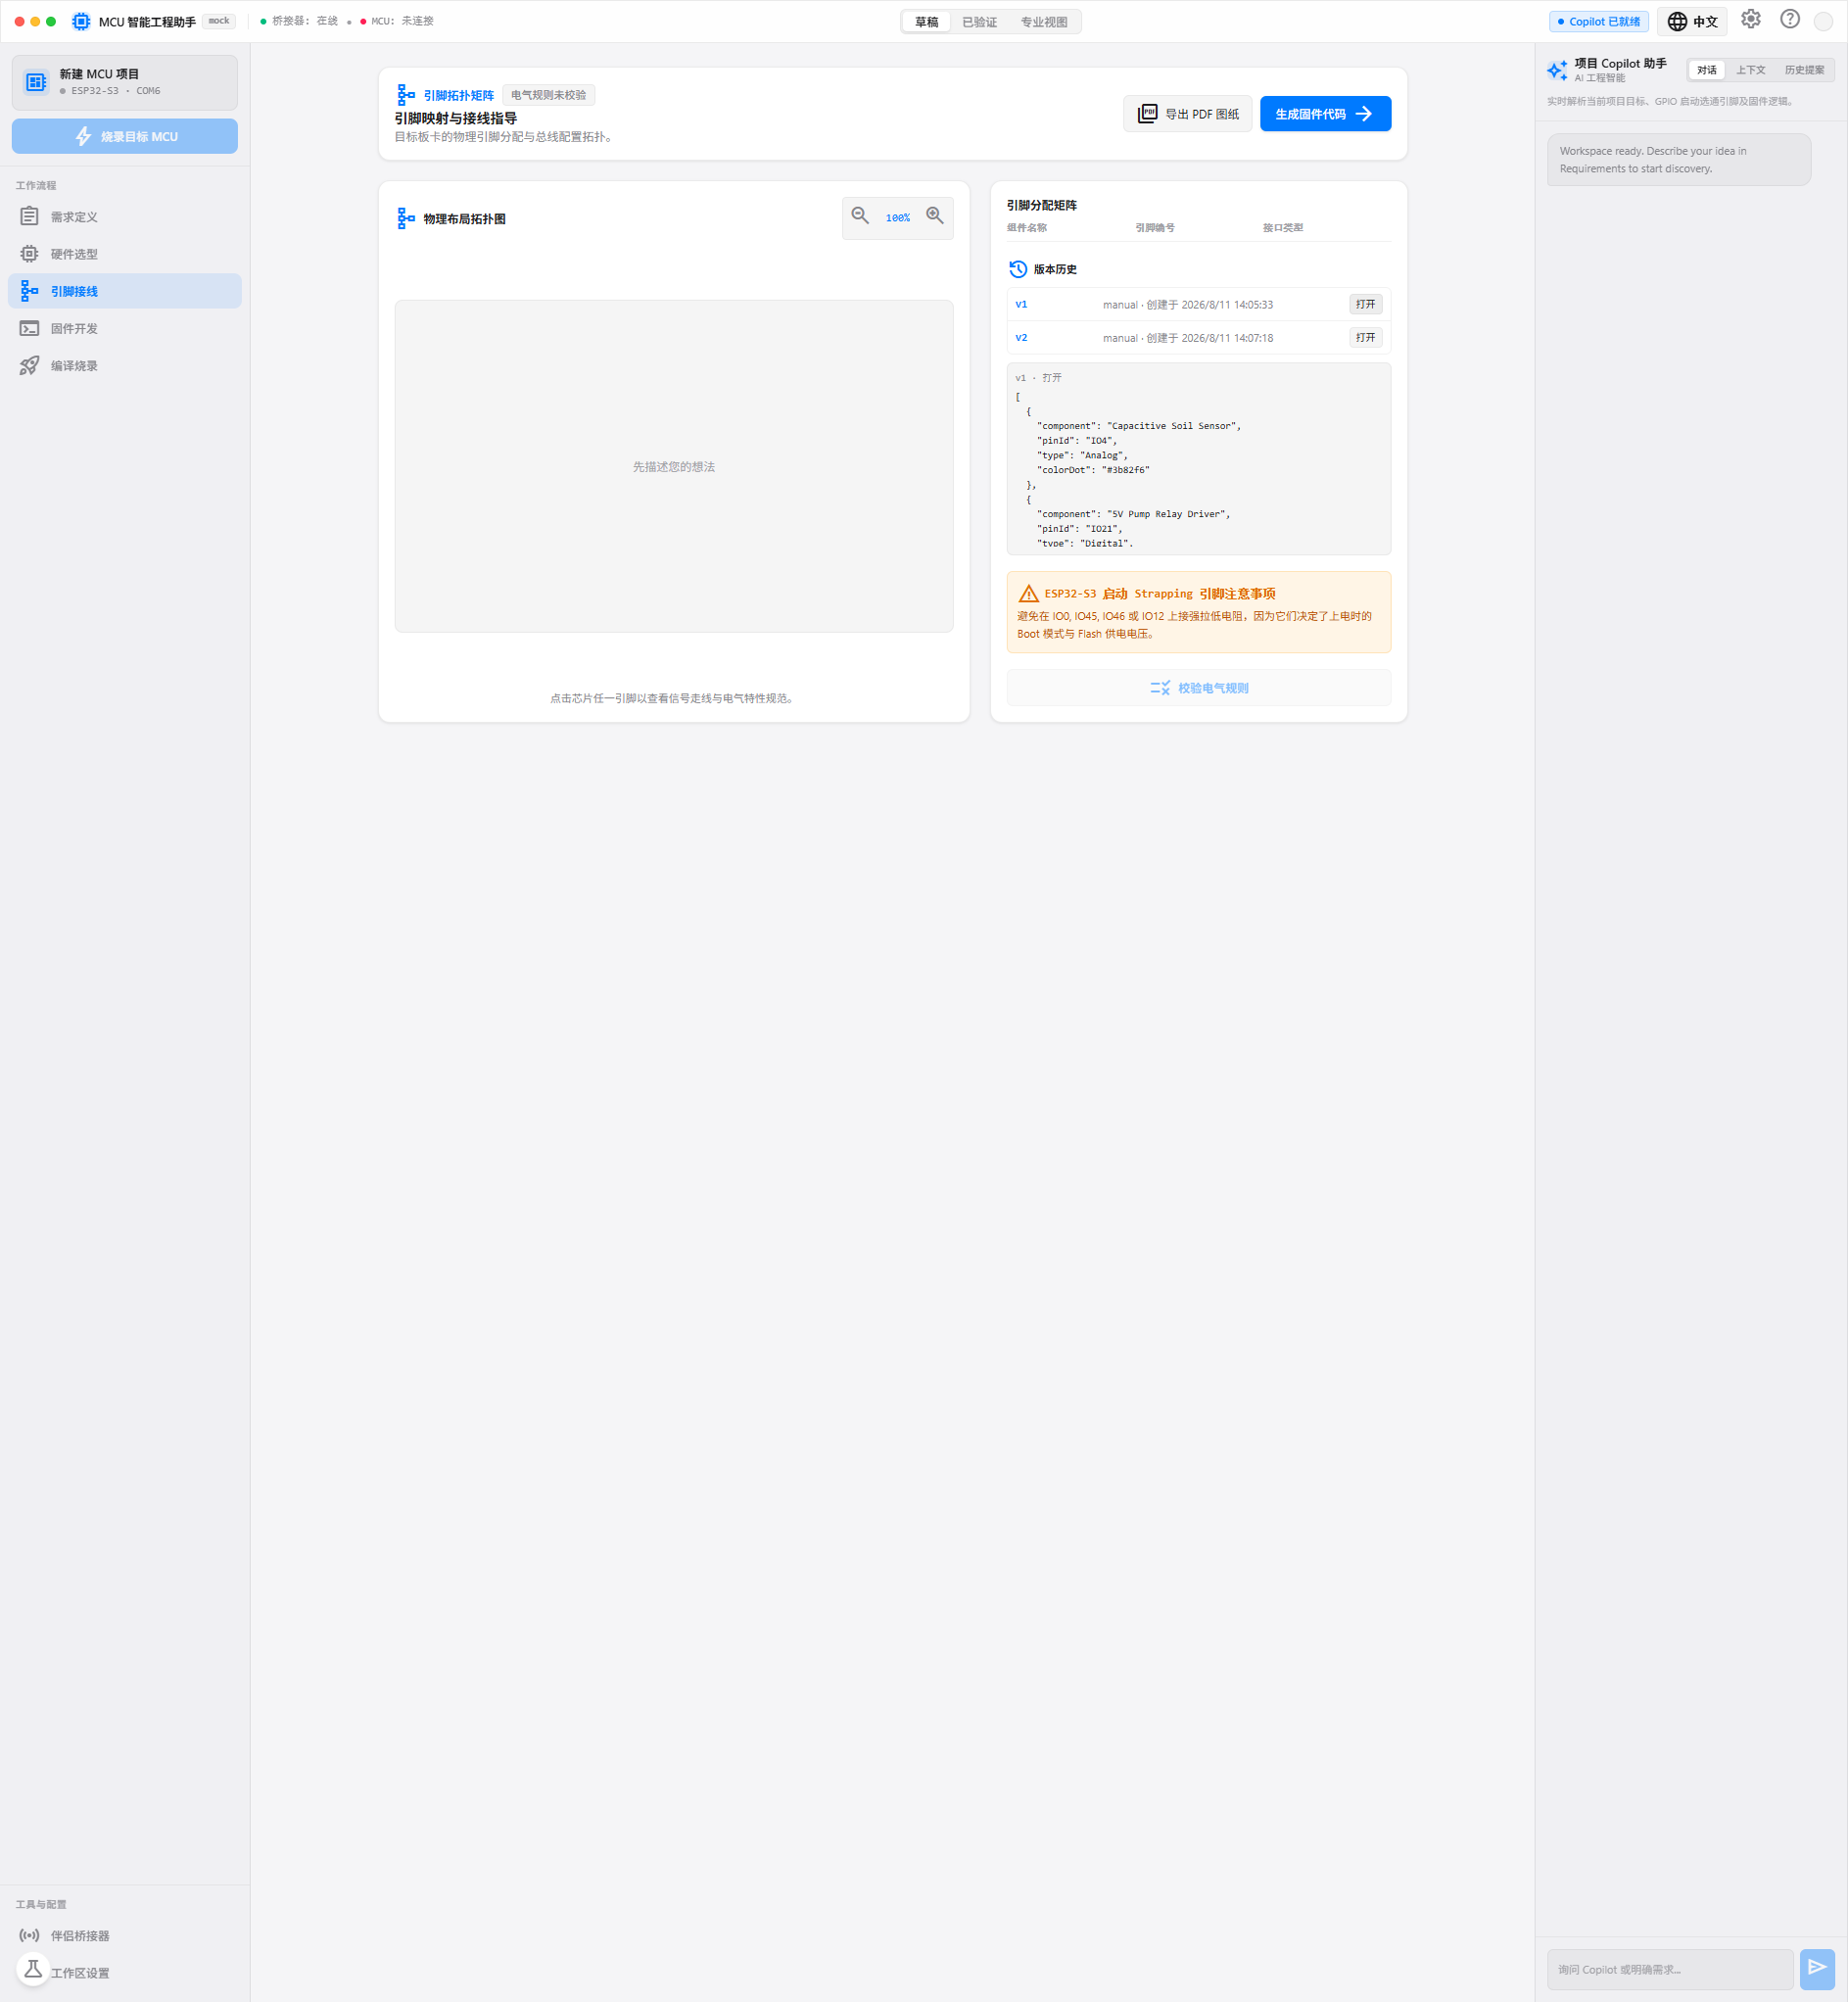 MCU 智能工程助手 mock 桥接器: 在线 MCU: 未连接
草稿 已验证 专业视图
Copilot 已就绪 中文
新建 MCU 项目
ESP32-S3 · COM6
烧录目标 MCU
工作流程
需求定义
硬件选型
引脚接线
固件开发
编译烧录
工具与配置
伴侣桥接器
工作区设置
引脚拓扑矩阵 电气规则未校验
引脚映射与接线指导
目标板卡的物理引脚分配与总线配置拓扑。
PDF 导出 PDF 图纸 生成固件代码
物理布局拓扑图 100%
先描述您的想法
点击芯片任一引脚以查看信号走线与电气特性规范。
引脚分配矩阵
组件名称 引脚编号 接口类型
版本历史
v1 manual · 创建于 2026/8/11 14:05:33 打开
v2 manual · 创建于 2026/8/11 14:07:18 打开
v1 · 打开
[
{
"component": "Capacitive Soil Sensor",
"pinId": "IO4",
"type": "Analog",
"colorDot": "#3b82f6"
},
{
"component": "5V Pump Relay Driver",
"pinId": "IO21",
"type": "Digital",
ESP32-S3 启动 Strapping 引脚注意事项
避免在 IO0, IO45, IO46 或 IO12 上接强拉低电阻，因为它们决定了上电时的
Boot 模式与 Flash 供电电压。
校验电气规则
项目 Copilot 助手
AI 工程智能
对话 上下文 历史提案
实时解析当前项目目标、GPIO 启动选通引脚及固件逻辑。
Workspace ready. Describe your idea in
Requirements to start discovery.
询问 Copilot 或明确需求...